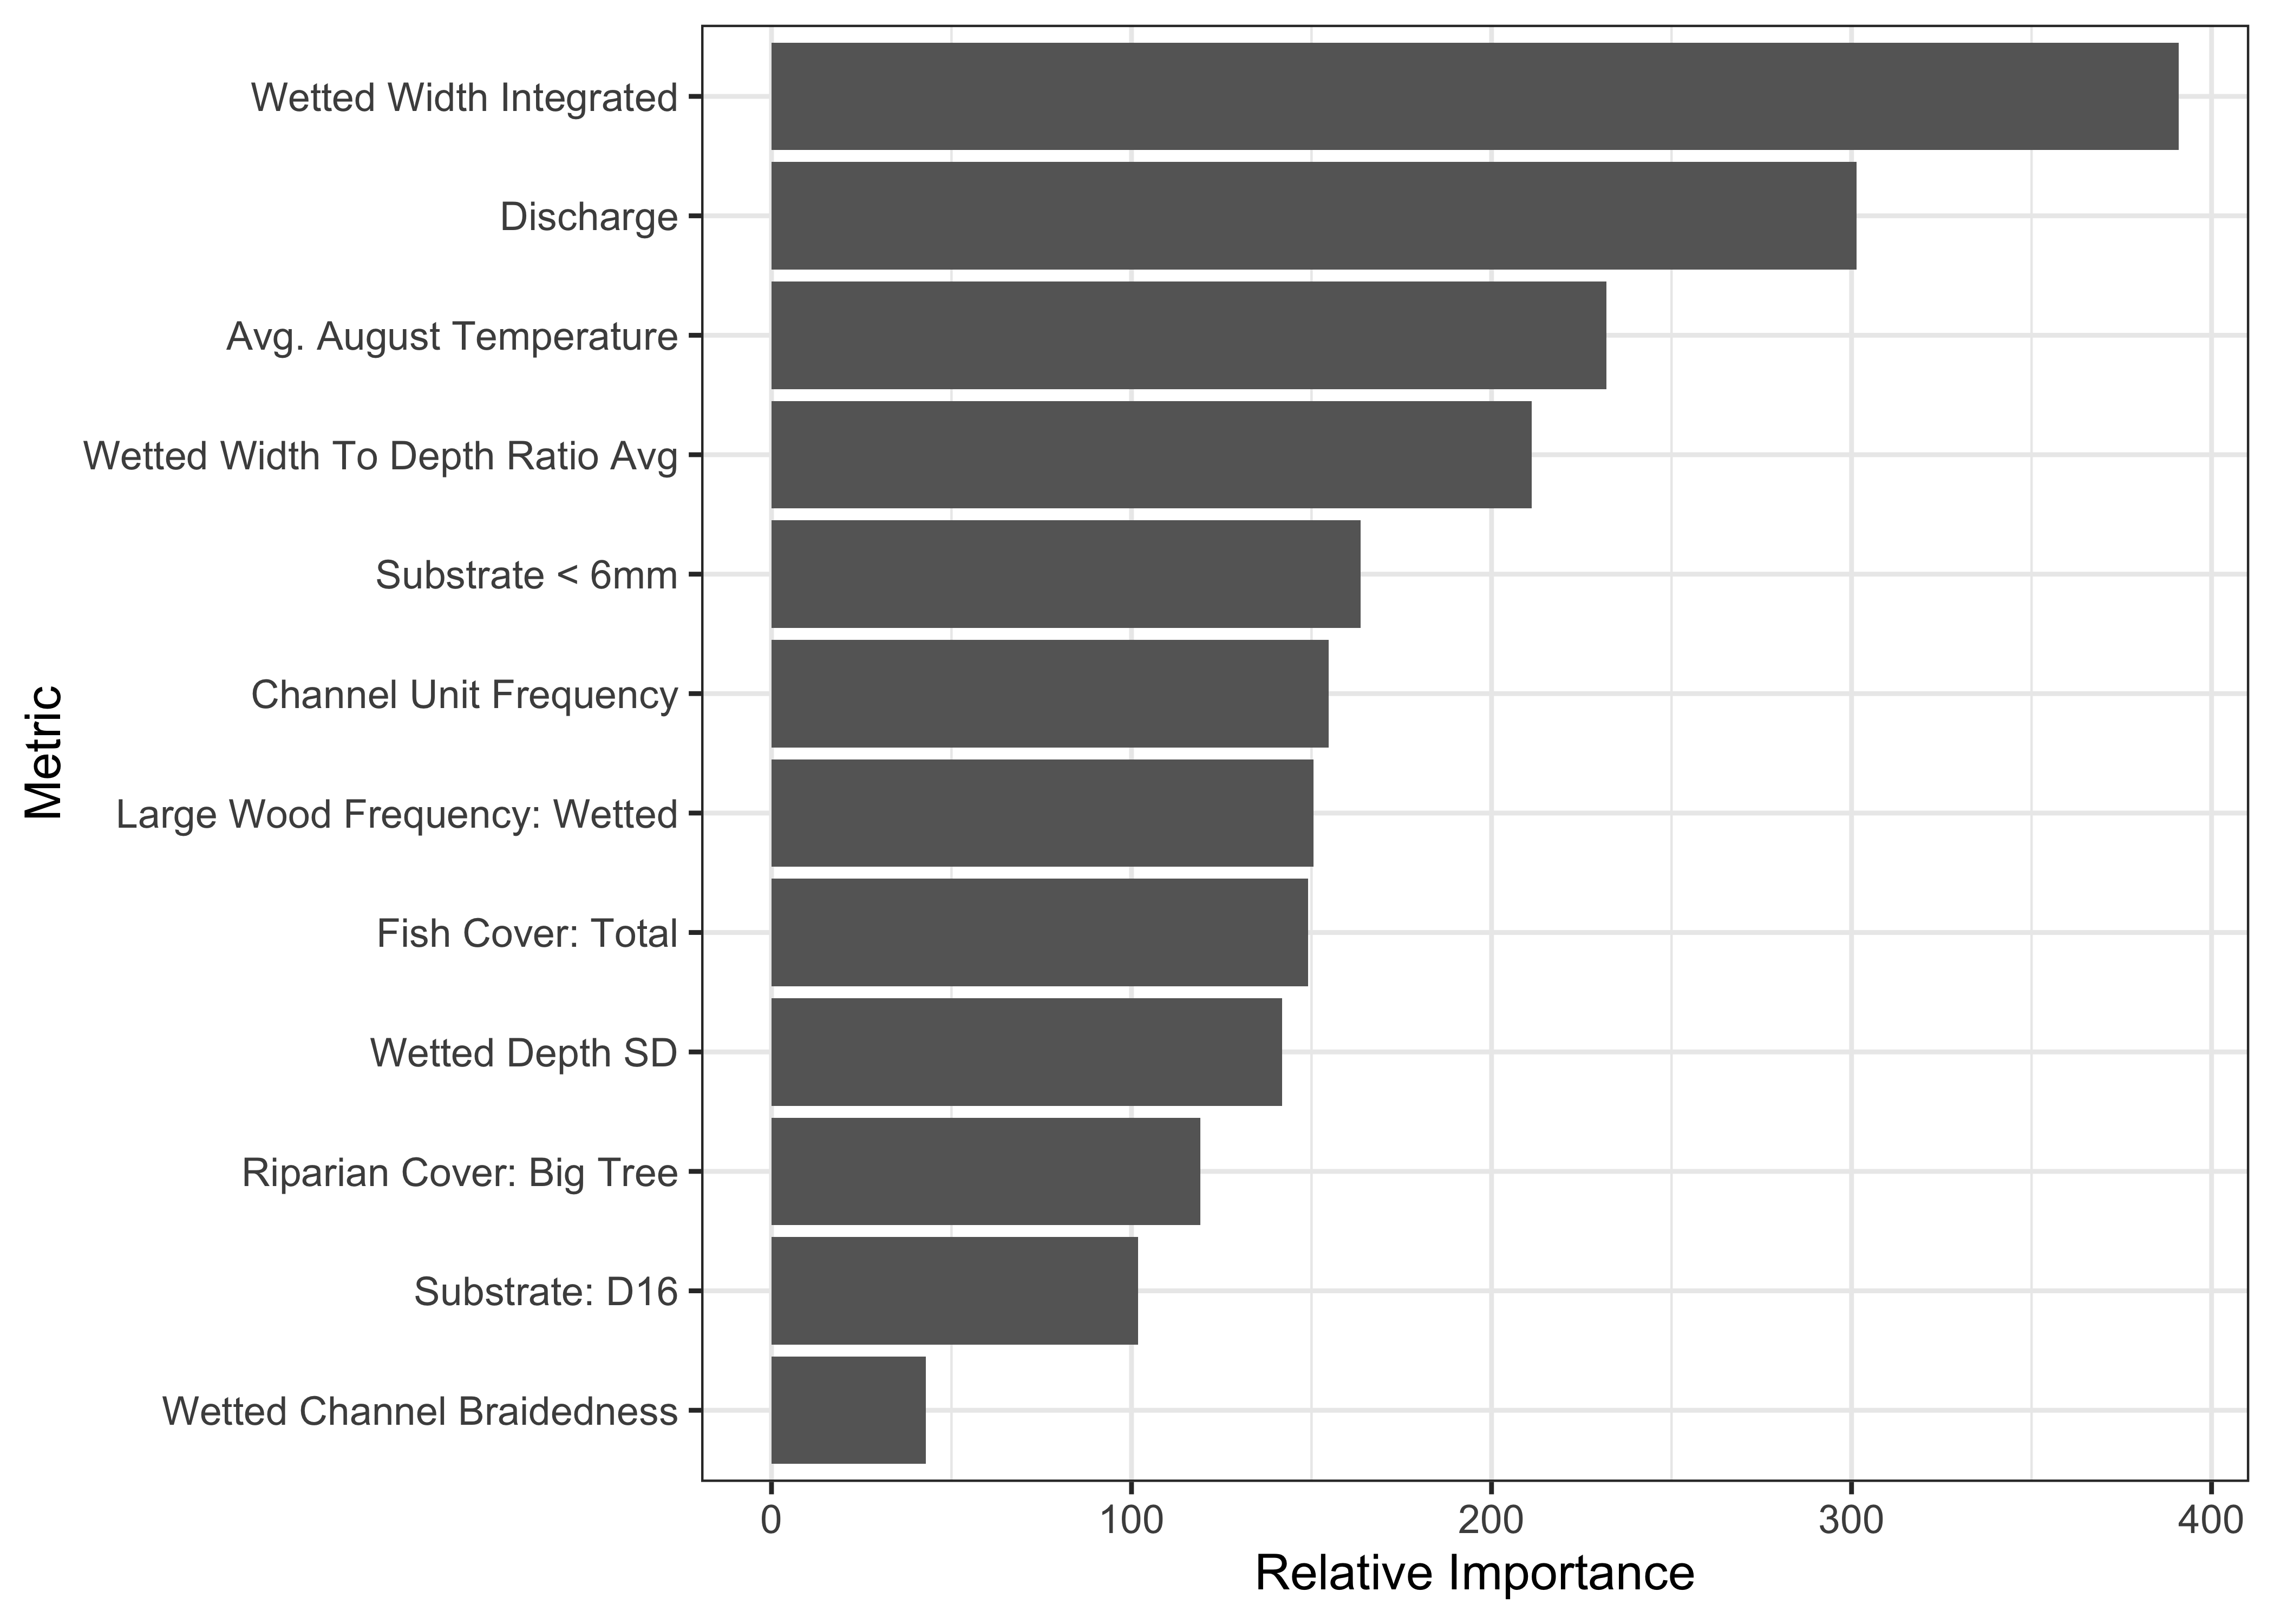 Wetted Width Integrated
Discharge
Avg. August Temperature
Wetted Width To Depth Ratio Avg
Substrate < 6mm
Channel Unit Frequency
Large Wood Frequency: Wetted
Fish Cover: Total
Wetted Depth SD
Riparian Cover: Big Tree
Substrate: D16
Wetted Channel Braidedness
Metric
0 100 200 300 400
Relative Importance